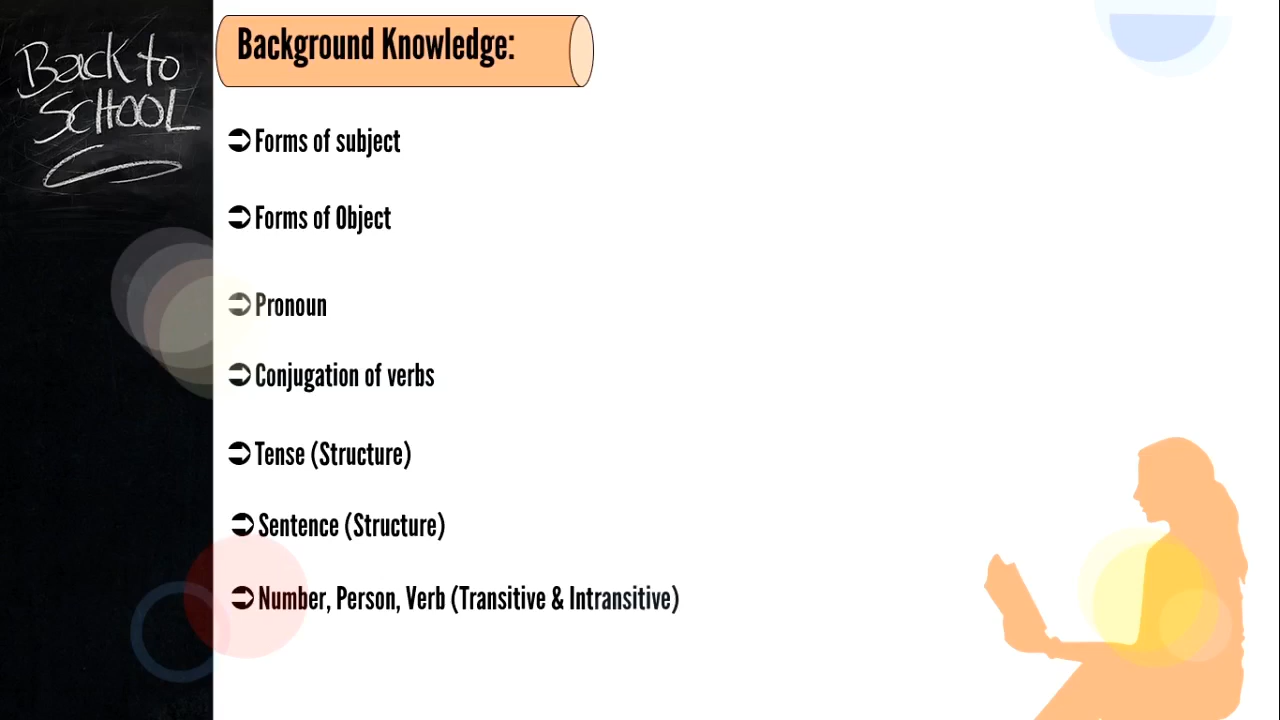 Back to
SCHOOL
Background Knowledge:
➲ Forms of subject
➲ Forms of Object
➲ Pronoun
➲ Conjugation of verbs
➲ Tense (Structure)
➲ Sentence (Structure)
➲ Number, Person, Verb (Transitive & Intransitive)